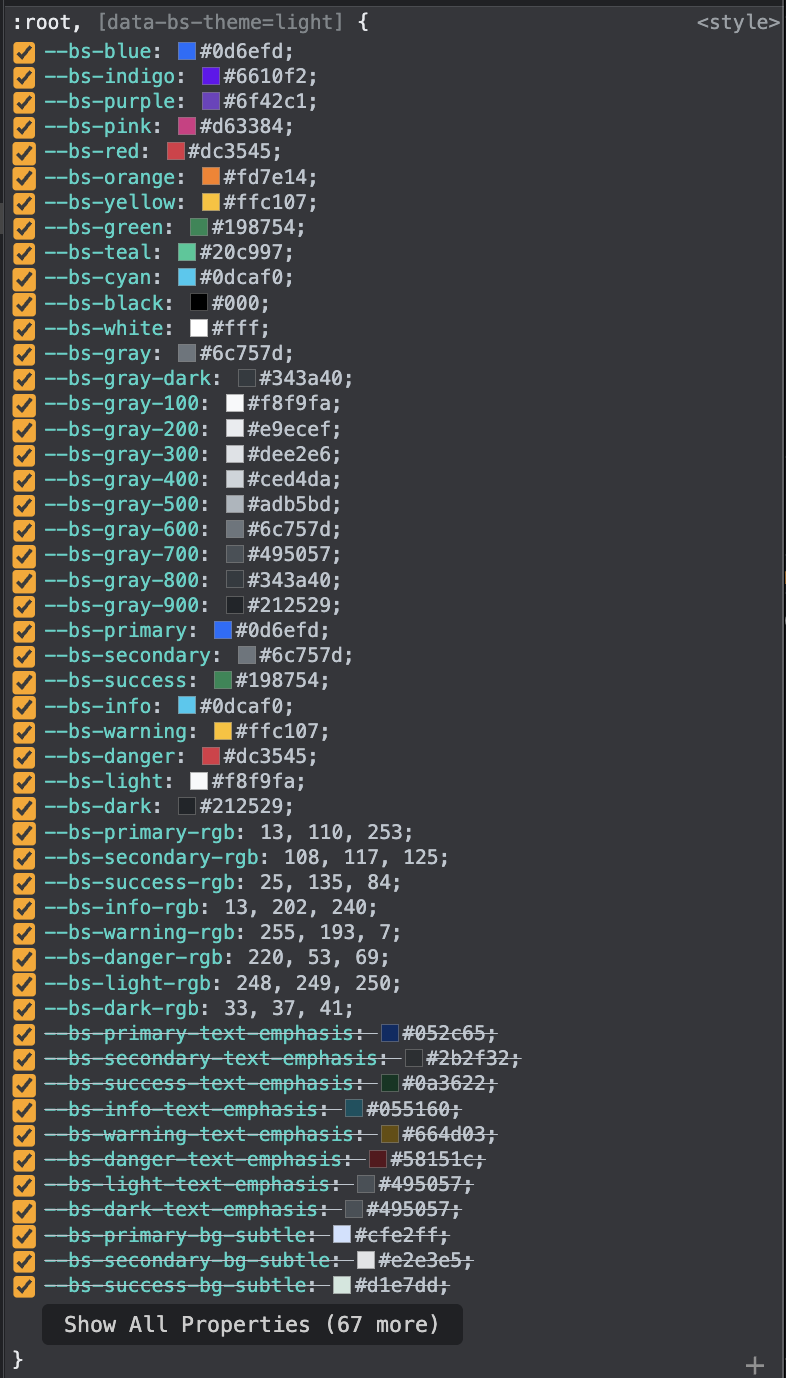 :root, [data-bs-theme=light] { <style>
--bs-blue: #0d6efd;
--bs-indigo: #6610f2;
--bs-purple: #6f42c1;
--bs-pink: #d63384;
--bs-red: #dc3545;
--bs-orange: #fd7e14;
--bs-yellow: #ffc107;
--bs-green: #198754;
--bs-teal: #20c997;
--bs-cyan: #0dcaf0;
--bs-black: #000;
--bs-white: #fff;
--bs-gray: #6c757d;
--bs-gray-dark: #343a40;
--bs-gray-100: #f8f9fa;
--bs-gray-200: #e9ecef;
--bs-gray-300: #dee2e6;
--bs-gray-400: #ced4da;
--bs-gray-500: #adb5bd;
--bs-gray-600: #6c757d;
--bs-gray-700: #495057;
--bs-gray-800: #343a40;
--bs-gray-900: #212529;
--bs-primary: #0d6efd;
--bs-secondary: #6c757d;
--bs-success: #198754;
--bs-info: #0dcaf0;
--bs-warning: #ffc107;
--bs-danger: #dc3545;
--bs-light: #f8f9fa;
--bs-dark: #212529;
--bs-primary-rgb: 13, 110, 253;
--bs-secondary-rgb: 108, 117, 125;
--bs-success-rgb: 25, 135, 84;
--bs-info-rgb: 13, 202, 240;
--bs-warning-rgb: 255, 193, 7;
--bs-danger-rgb: 220, 53, 69;
--bs-light-rgb: 248, 249, 250;
--bs-dark-rgb: 33, 37, 41;
--bs-primary-text-emphasis: #052c65;
--bs-secondary-text-emphasis: #2b2f32;
--bs-success-text-emphasis: #0a3622;
--bs-info-text-emphasis: #055160;
--bs-warning-text-emphasis: #664d03;
--bs-danger-text-emphasis: #58151c;
--bs-light-text-emphasis: #495057;
--bs-dark-text-emphasis: #495057;
--bs-primary-bg-subtle: #cfe2ff;
--bs-secondary-bg-subtle: #e2e3e5;
--bs-success-bg-subtle: #d1e7dd;
Show All Properties (67 more)
}